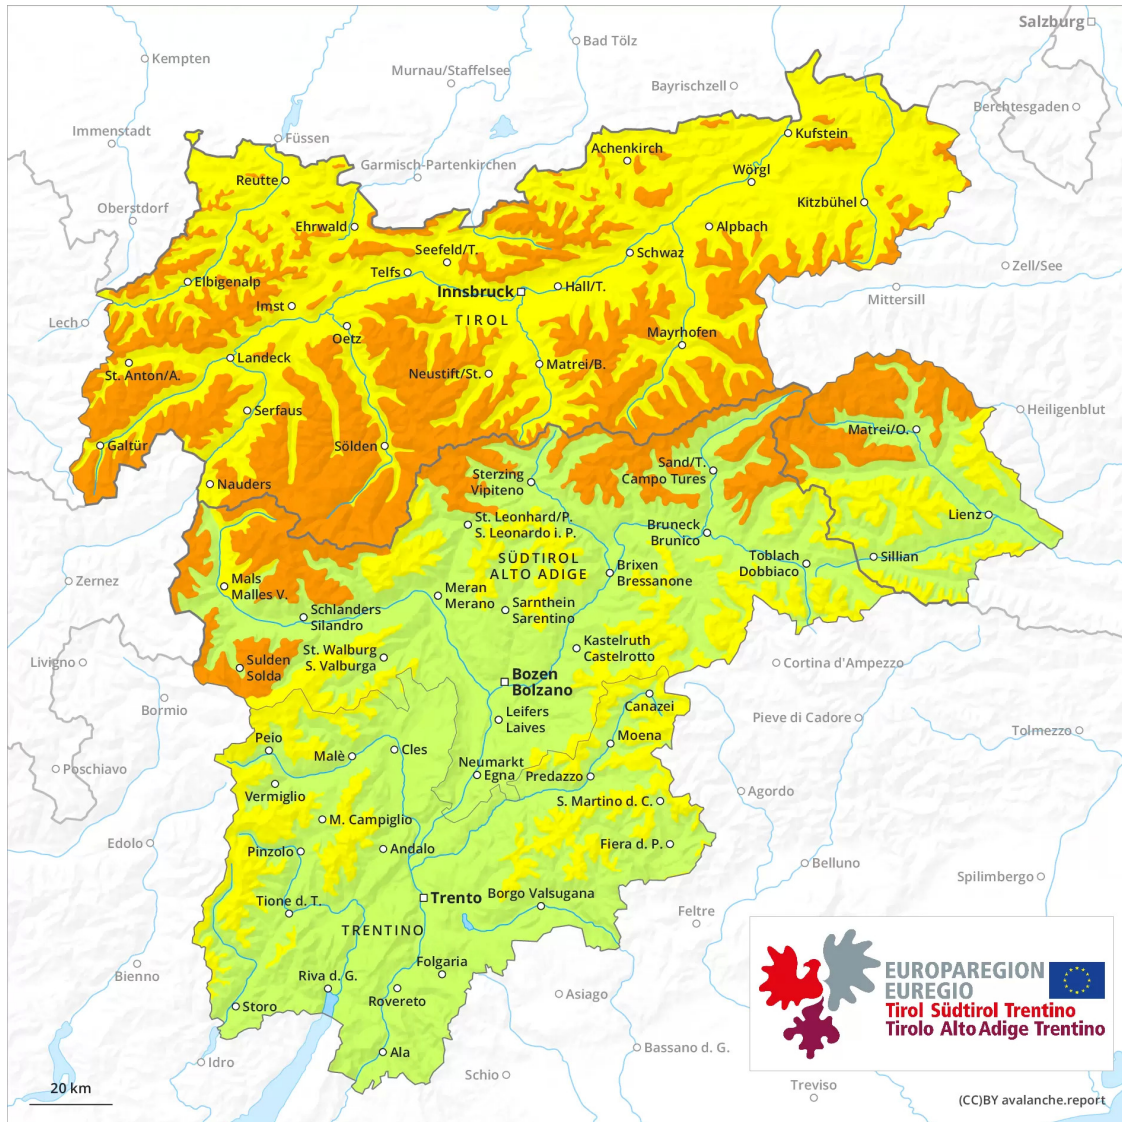 Salzburg
Bad Tölz
Kempten
Murnau/Staffelsee
Bayrischzell
Berchtesgaden
Immenstadt
Füssen
Kufstein
Achenkirch
Garmisch-Partenkirchen
Wörgl
Reutte
Oberstdorf
Kitzbühel
Ehrwald
Alpbach
Seefeld/T.
Schwaz
Telfs
Zell/See
Elbigenalp
Hall/T.
Innsbruck
Mittersill
Imst
TIROL
Lech
Oetz
Mayrhofen
Landeck
Matrei/B.
St. Anton/A.
Neustift/St.
Serfaus
Heiligenblut
Matrei/O.
Galtür
Sölden
Sand/T.
Campo Tures
Sterzing
Vipiteno
Nauders
Lienz
St. Leonhard/P.
S. Leonardo i. P.
Bruneck
Brunico
SÜDTIROL
ALTO ADIGE
Toblach
Dobbiaco
Sillian
Brixen
Bressanone
Zernez
Mals
Malles V.
Meran
Merano
Sarnthein
Sarentino
Schlanders
Silandro
Kastelruth
Castelrotto
St. Walburg
S. Valburga
Livigno
Sulden
Solda
Cortina d'Ampezzo
Bozen
Bolzano
Bormio
Canazei
Leifers
Laives
Pieve di Cadore
Tolmezzo
Peio
Moena
Malè
Cles
Neumarkt
Egna
Predazzo
Poschiavo
Vermiglio
Agordo
S. Martino d. C.
M. Campiglio
Edolo
Pinzolo
Andalo
Fiera d. P.
Belluno
Spilimbergo
Trento
Borgo Valsugana
Tione d. T.
Feltre
TRENTINO
Folgaria
Bienno
Riva d. G.
Rovereto
Asiago
Storo
EUROPAREGION
EUREGIO
Tirol Südtirol Trentino
Tirolo Alto Adige Trentino
Ala
Idro
Bassano d. G.
Schio
Treviso
20 km
(CC)BY avalanche.report